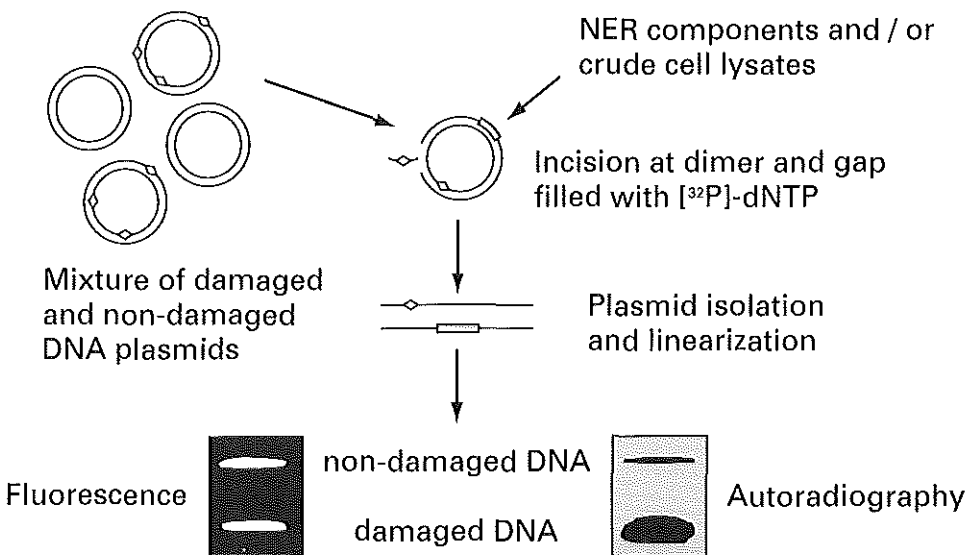 NER components and / or
crude cell lysates
Incision at dimer and gap
filled with [³²P]-dNTP
Mixture of damaged
and non-damaged
DNA plasmids
Plasmid isolation
and linearization
non-damaged DNA
Fluorescence
Autoradiography
damaged DNA